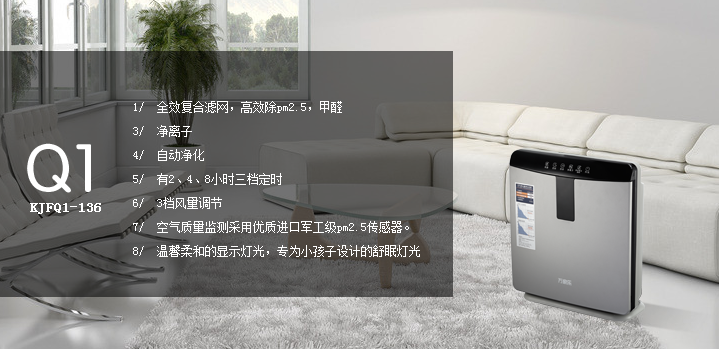 Q1
KJFQ1-136
1/ 全效复合滤网，高效除pm2.5，甲醛
3/ 净离子
4/ 自动净化
5/ 有2、4、8小时三档定时
6/ 3档风量调节
7/ 空气质量监测采用优质进口军工级pm2.5传感器。
8/ 温馨柔和的显示灯光，专为小孩子设计的舒眠灯光